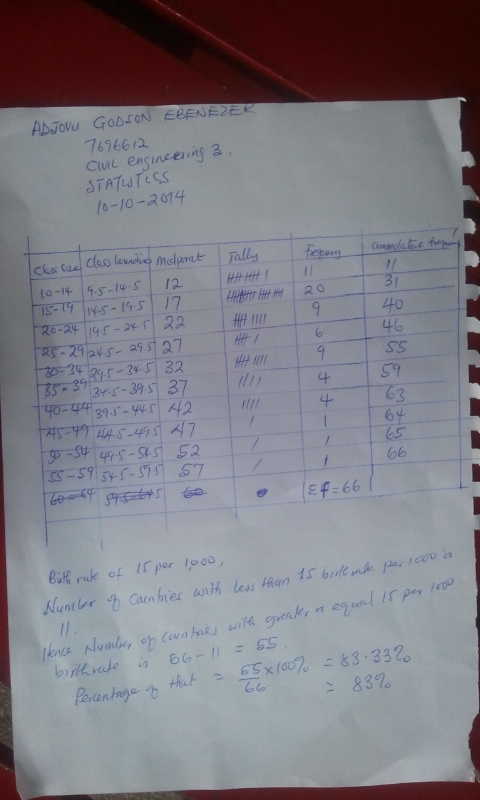 ADJOVU GODSON EBENEZER
7696612
CIVIL engineering 3.
STATISTICS
10-10-2014
Class size Class bounding midpoint Tally Frequency Cummulative frequency
10-14 9.5-14.5 12 𝍸 𝍸 | 11 11
15-19 14.5-19.5 17 𝍸 𝍸 𝍸 𝍸 20 31
20-24 19.5-24.5 22 𝍸 |||| 9 40
25-29 24.5-29.5 27 𝍸 | 6 46
30-34 29.5-34.5 32 𝍸 |||| 9 55
35-39 34.5-39.5 37 |||| 4 59
40-44 39.5-44.5 42 |||| 4 63
45-49 44.5-49.5 47 | 1 64
50-54 49.5-54.5 52 | 1 65
55-59 54.5-59.5 57 | 1 66
60-64 59.5-64.5 60 Σf=66
Birth rate of 15 per 1,000,
Number of Countries with less than 15 birthrate per 1000 is
11.
Hence Number of Countries with greater or equal 15 per 1000
birthrate is 66-11 = 55.
Percentage of that = 55/66 ×100% = 83.33%
= 83%